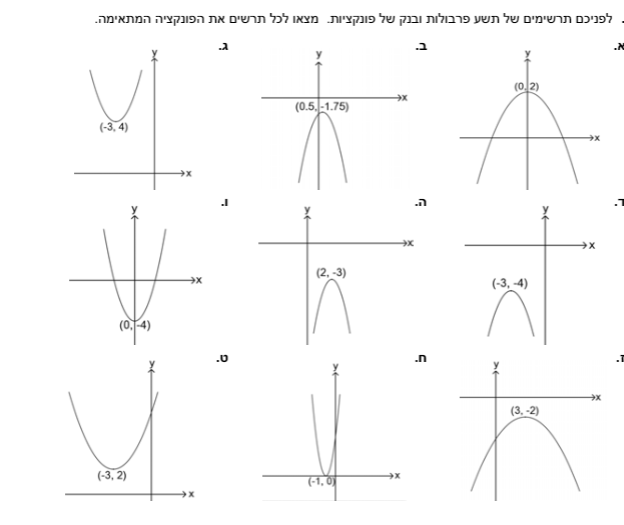 . לפניכם תרשימים של תשע פרבולות ובנק של פונקציות. מצאו לכל תרשים את הפונקציה המתאימה.
א. ב. ג.
y y y
(0, 2) (0.5, -1.75) (-3, 4)
x x x
ד. ה. ו.
y y y
x x x
(-3, -4) (2, -3) (0, -4)
ז. ח. ט.
y y y
x x x
(3, -2) (-1, 0) (-3, 2)